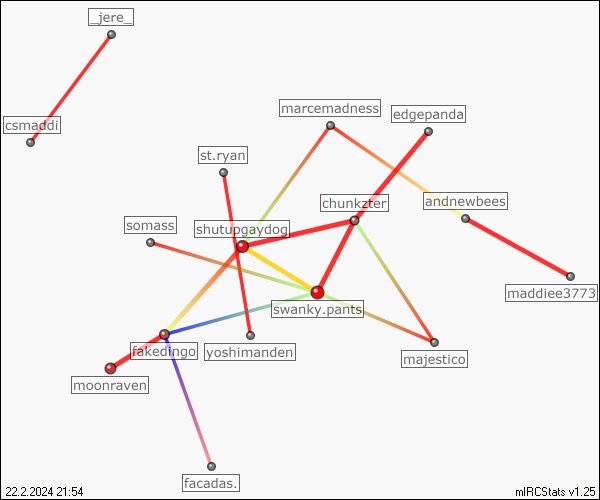 _jere_
csmaddi
marcemadness
edgepanda
st.ryan
chunkzter
andnewbees
somass
shutupgaydog
maddiee3773
swanky.pants
fakedingo
yoshimanden
majestico
moonraven
facadas.
22.2.2024 21:54
mIRCStats v1.25